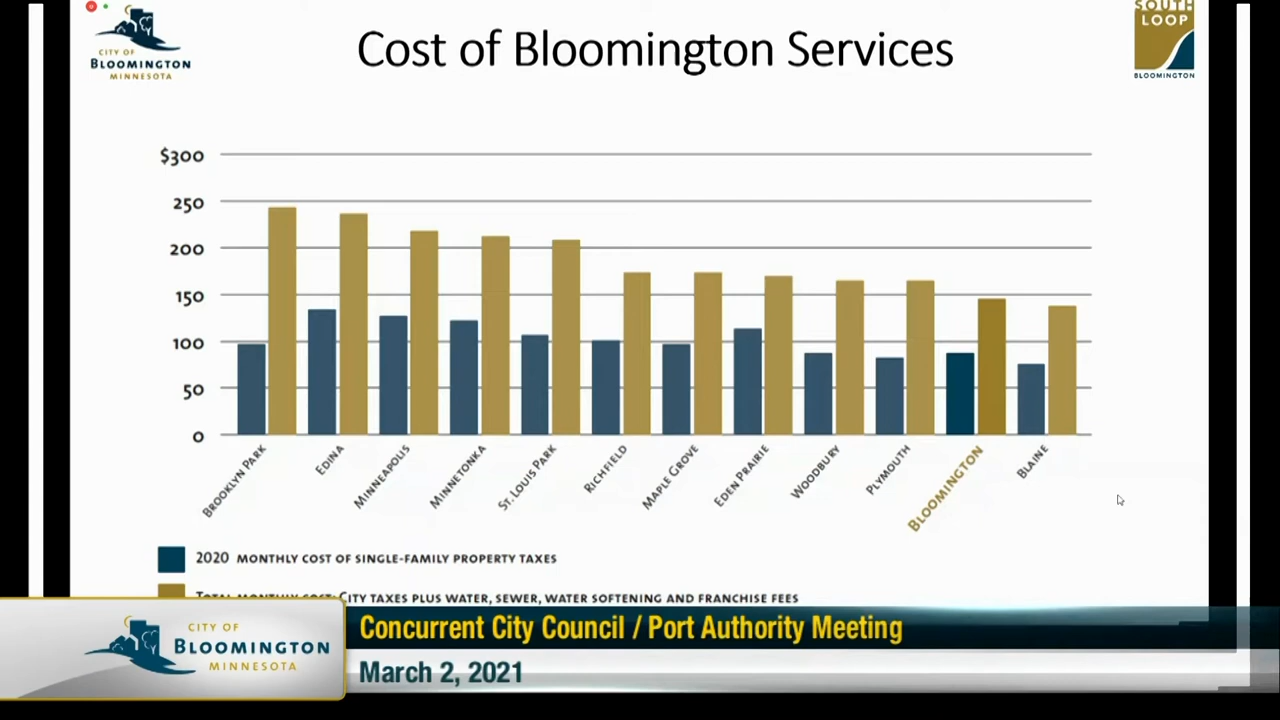 CITY OF
BLOOMINGTON
MINNESOTA
Cost of Bloomington Services
SOUTH
LOOP
BLOOMINGTON
$300
250
200
150
100
50
0
BROOKLYN PARK
EDINA
MINNEAPOLIS
MINNETONKA
ST. LOUIS PARK
RICHFIELD
MAPLE GROVE
EDEN PRAIRIE
WOODBURY
PLYMOUTH
BLOOMINGTON
BLAINE
2020 MONTHLY COST OF SINGLE-FAMILY PROPERTY TAXES
TOTAL MONTHLY COST: CITY TAXES PLUS WATER, SEWER, WATER SOFTENING AND FRANCHISE FEES
CITY OF
BLOOMINGTON
MINNESOTA
Concurrent City Council / Port Authority Meeting
March 2, 2021